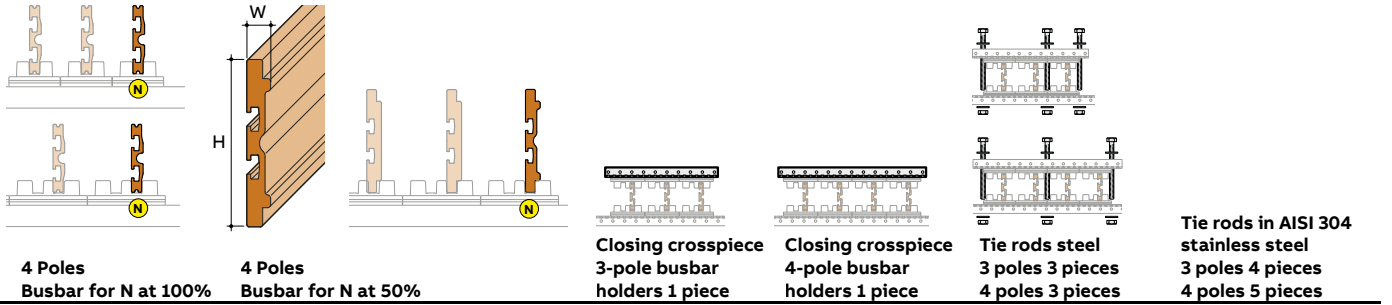 W
H
N
N
N
4 Poles
Busbar for N at 100%
4 Poles
Busbar for N at 50%
Closing crosspiece
3-pole busbar
holders 1 piece
Closing crosspiece
4-pole busbar
holders 1 piece
Tie rods steel
3 poles 3 pieces
4 poles 3 pieces
Tie rods in AISI 304
stainless steel
3 poles 4 pieces
4 poles 5 pieces